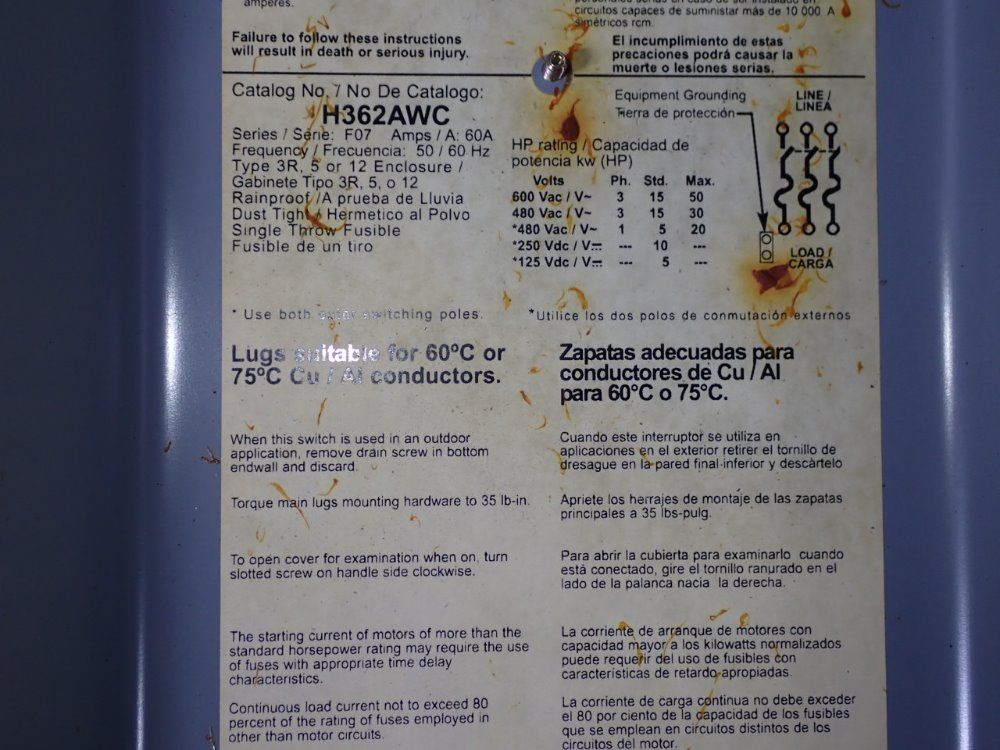 amperes.
circuitos capaces de suministar más de 10 000 A
simétricos rcm.
Failure to follow these instructions
will result in death or serious injury.
El incumplimiento de estas
precauciones podrá causar la
muerte o lesiones serias.
Catalog No. / No De Catalogo:
H362AWC
Series / Serie: F07 Amps / A: 60A
Frequency / Frecuencia: 50 / 60 Hz
Type 3R, 5 or 12 Enclosure /
Gabinete Tipo 3R, 5, o 12
Rainproof /A prueba de Lluvia
Dust Tight / Hermetico al Polvo
Single Throw Fusible
Fusible de un tiro
Equipment Grounding
Tierra de protección
LINE /
LINEA
HP rating / Capacidad de
potencia kw (HP)
Volts Ph. Std. Max.
600 Vac / V~ 3 15 50
480 Vac / V~ 3 15 30
*480 Vac / V~ 1 5 20
*250 Vdc / V⎓ --- 10 ---
*125 Vdc / V⎓ --- 5 ---
LOAD /
CARGA
* Use both outer switching poles.
*Utilice los dos polos de conmutación externos
Lugs suitable for 60ºC or
75ºC Cu / Al conductors.
Zapatas adecuadas para
conductores de Cu / Al
para 60°C o 75°C.
When this switch is used in an outdoor
application, remove drain screw in bottom
endwall and discard.
Cuando este interruptor se utiliza en
aplicaciones en el exterior retirer el tornillo de
desague en la pared final-inferior y descártelo
Torque main lugs mounting hardware to 35 lb-in.
Apriete los herrajes de montaje de las zapatas
principales a 35 lbs-pulg.
To open cover for examination when on, turn
slotted screw on handle side clockwise.
Para abrir la cubierta para examinarlo cuando
está conectado, gire el tornillo ranurado en el
lado de la palanca nacia la derecha.
The starting current of motors of more than the
standard horsepower rating may require the use
of fuses with appropriate time delay
characteristics.
La corriente de arranque de motores con
capacidad mayor a los kilowatts normalizados
puede requerir del uso de fusibles con
características de retardo apropiadas.
Continuous load current not to exceed 80
percent of the rating of fuses employed in
other than motor circuits.
La corriente de carga continua no debe exceder
el 80 por ciento de la capacidad de los fusibles
que se emplean en circuitos distintos de los
circuitos del motor.